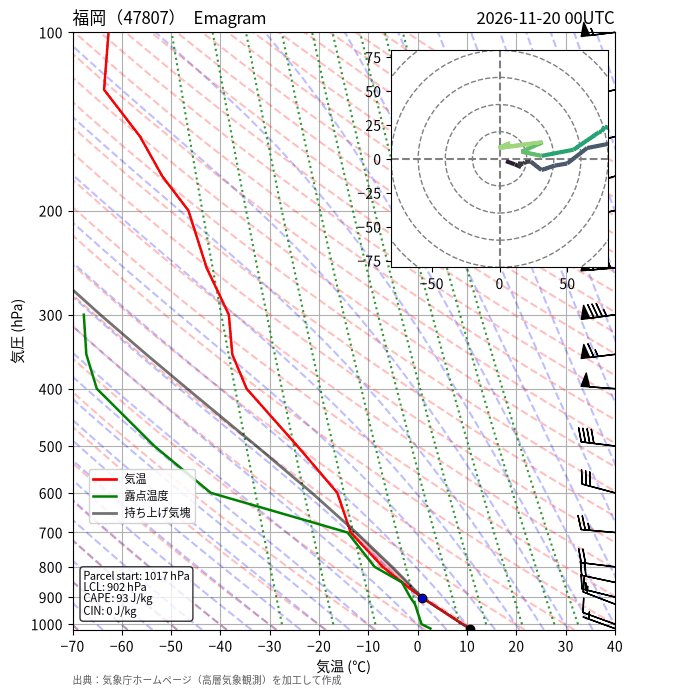 福岡（47807） Emagram
2026-11-20 00UTC
100
200
300
400
500
600
700
800
900
1000
気圧 (hPa)
75
50
25
0
−25
−50
−75
−50
0
50
気温
露点温度
持ち上げ気塊
Parcel start: 1017 hPa
LCL: 902 hPa
CAPE: 93 J/kg
CIN: 0 J/kg
−70
−60
−50
−40
−30
−20
−10
0
10
20
30
40
気温 (℃)
出典：気象庁ホームページ（高層気象観測）を加工して作成